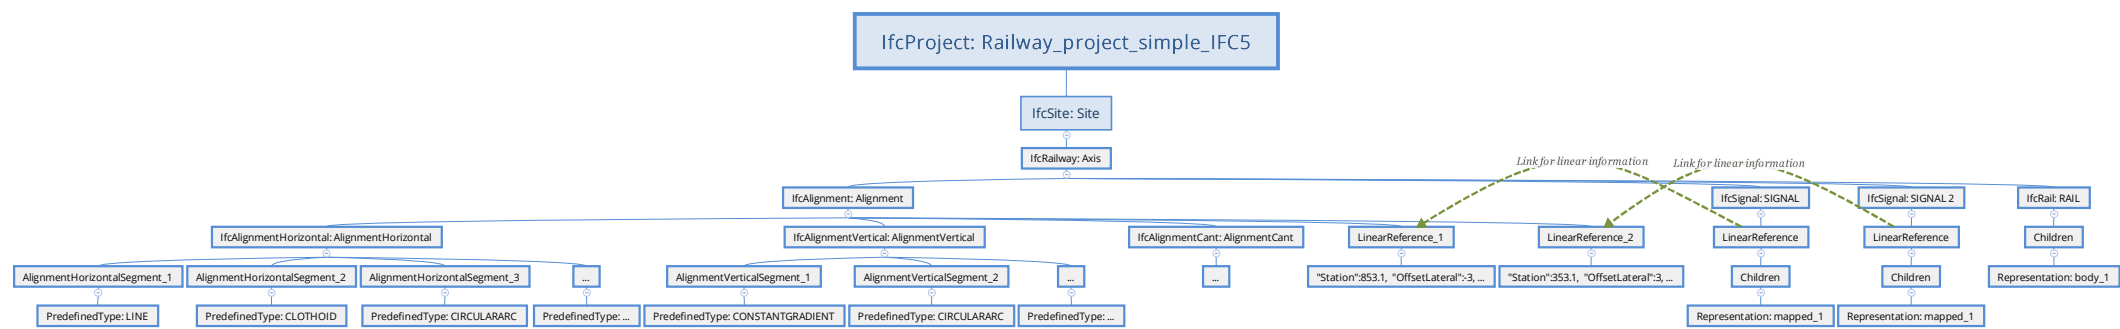 IfcProject: Railway_project_simple_IFC5
IfcSite: Site
IfcRailway: Axis
Link for linear information
Link for linear information
IfcAlignment: Alignment
IfcSignal: SIGNAL
IfcSignal: SIGNAL 2
IfcRail: RAIL
IfcAlignmentHorizontal: AlignmentHorizontal
IfcAlignmentVertical: AlignmentVertical
IfcAlignmentCant: AlignmentCant
LinearReference_1
LinearReference_2
LinearReference
LinearReference
Children
AlignmentHorizontalSegment_1
AlignmentHorizontalSegment_2
AlignmentHorizontalSegment_3
...
AlignmentVerticalSegment_1
AlignmentVerticalSegment_2
...
...
"Station":853.1, "OffsetLateral":-3, ...
"Station":353.1, "OffsetLateral":3, ...
Children
Children
Representation: body_1
PredefinedType: LINE
PredefinedType: CLOTHOID
PredefinedType: CIRCULARARC
PredefinedType: ...
PredefinedType: CONSTANTGRADIENT
PredefinedType: CIRCULARARC
PredefinedType: ...
Representation: mapped_1
Representation: mapped_1